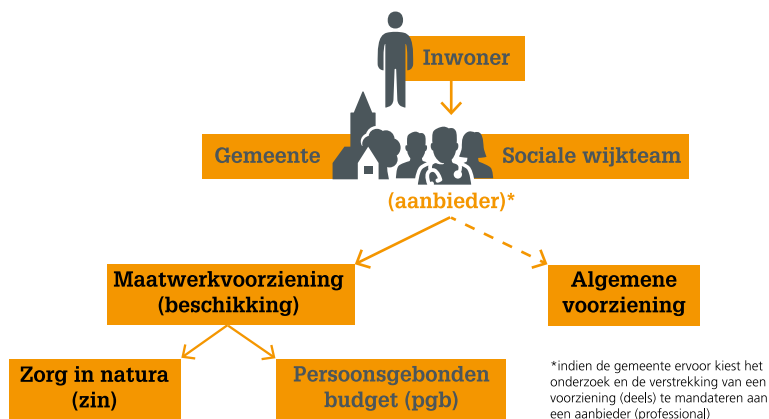 Inwoner
Gemeente
Sociale wijkteam
(aanbieder)*
Maatwerkvoorziening
(beschikking)
Algemene
voorziening
Zorg in natura
(zin)
Persoonsgebonden
budget (pgb)
*indien de gemeente ervoor kiest het
onderzoek en de verstrekking van een
voorziening (deels) te mandateren aan
een aanbieder (professional)